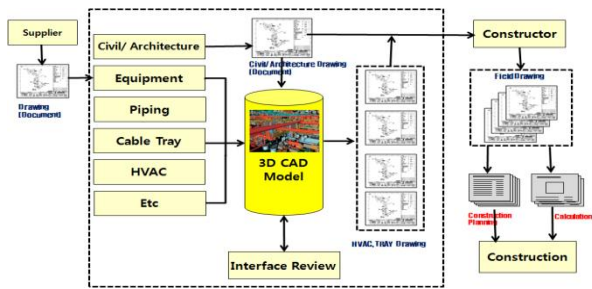 Supplier
Drawing
(Document)
Civil/ Architecture
Equipment
Piping
Cable Tray
HVAC
Etc
Civil/Architecture Drawing
(Document)
3D CAD
Model
Interface Review
HVAC, TRAY Drawing
Constructor
Field Drawing
Construction
Planning
Calculation
Construction